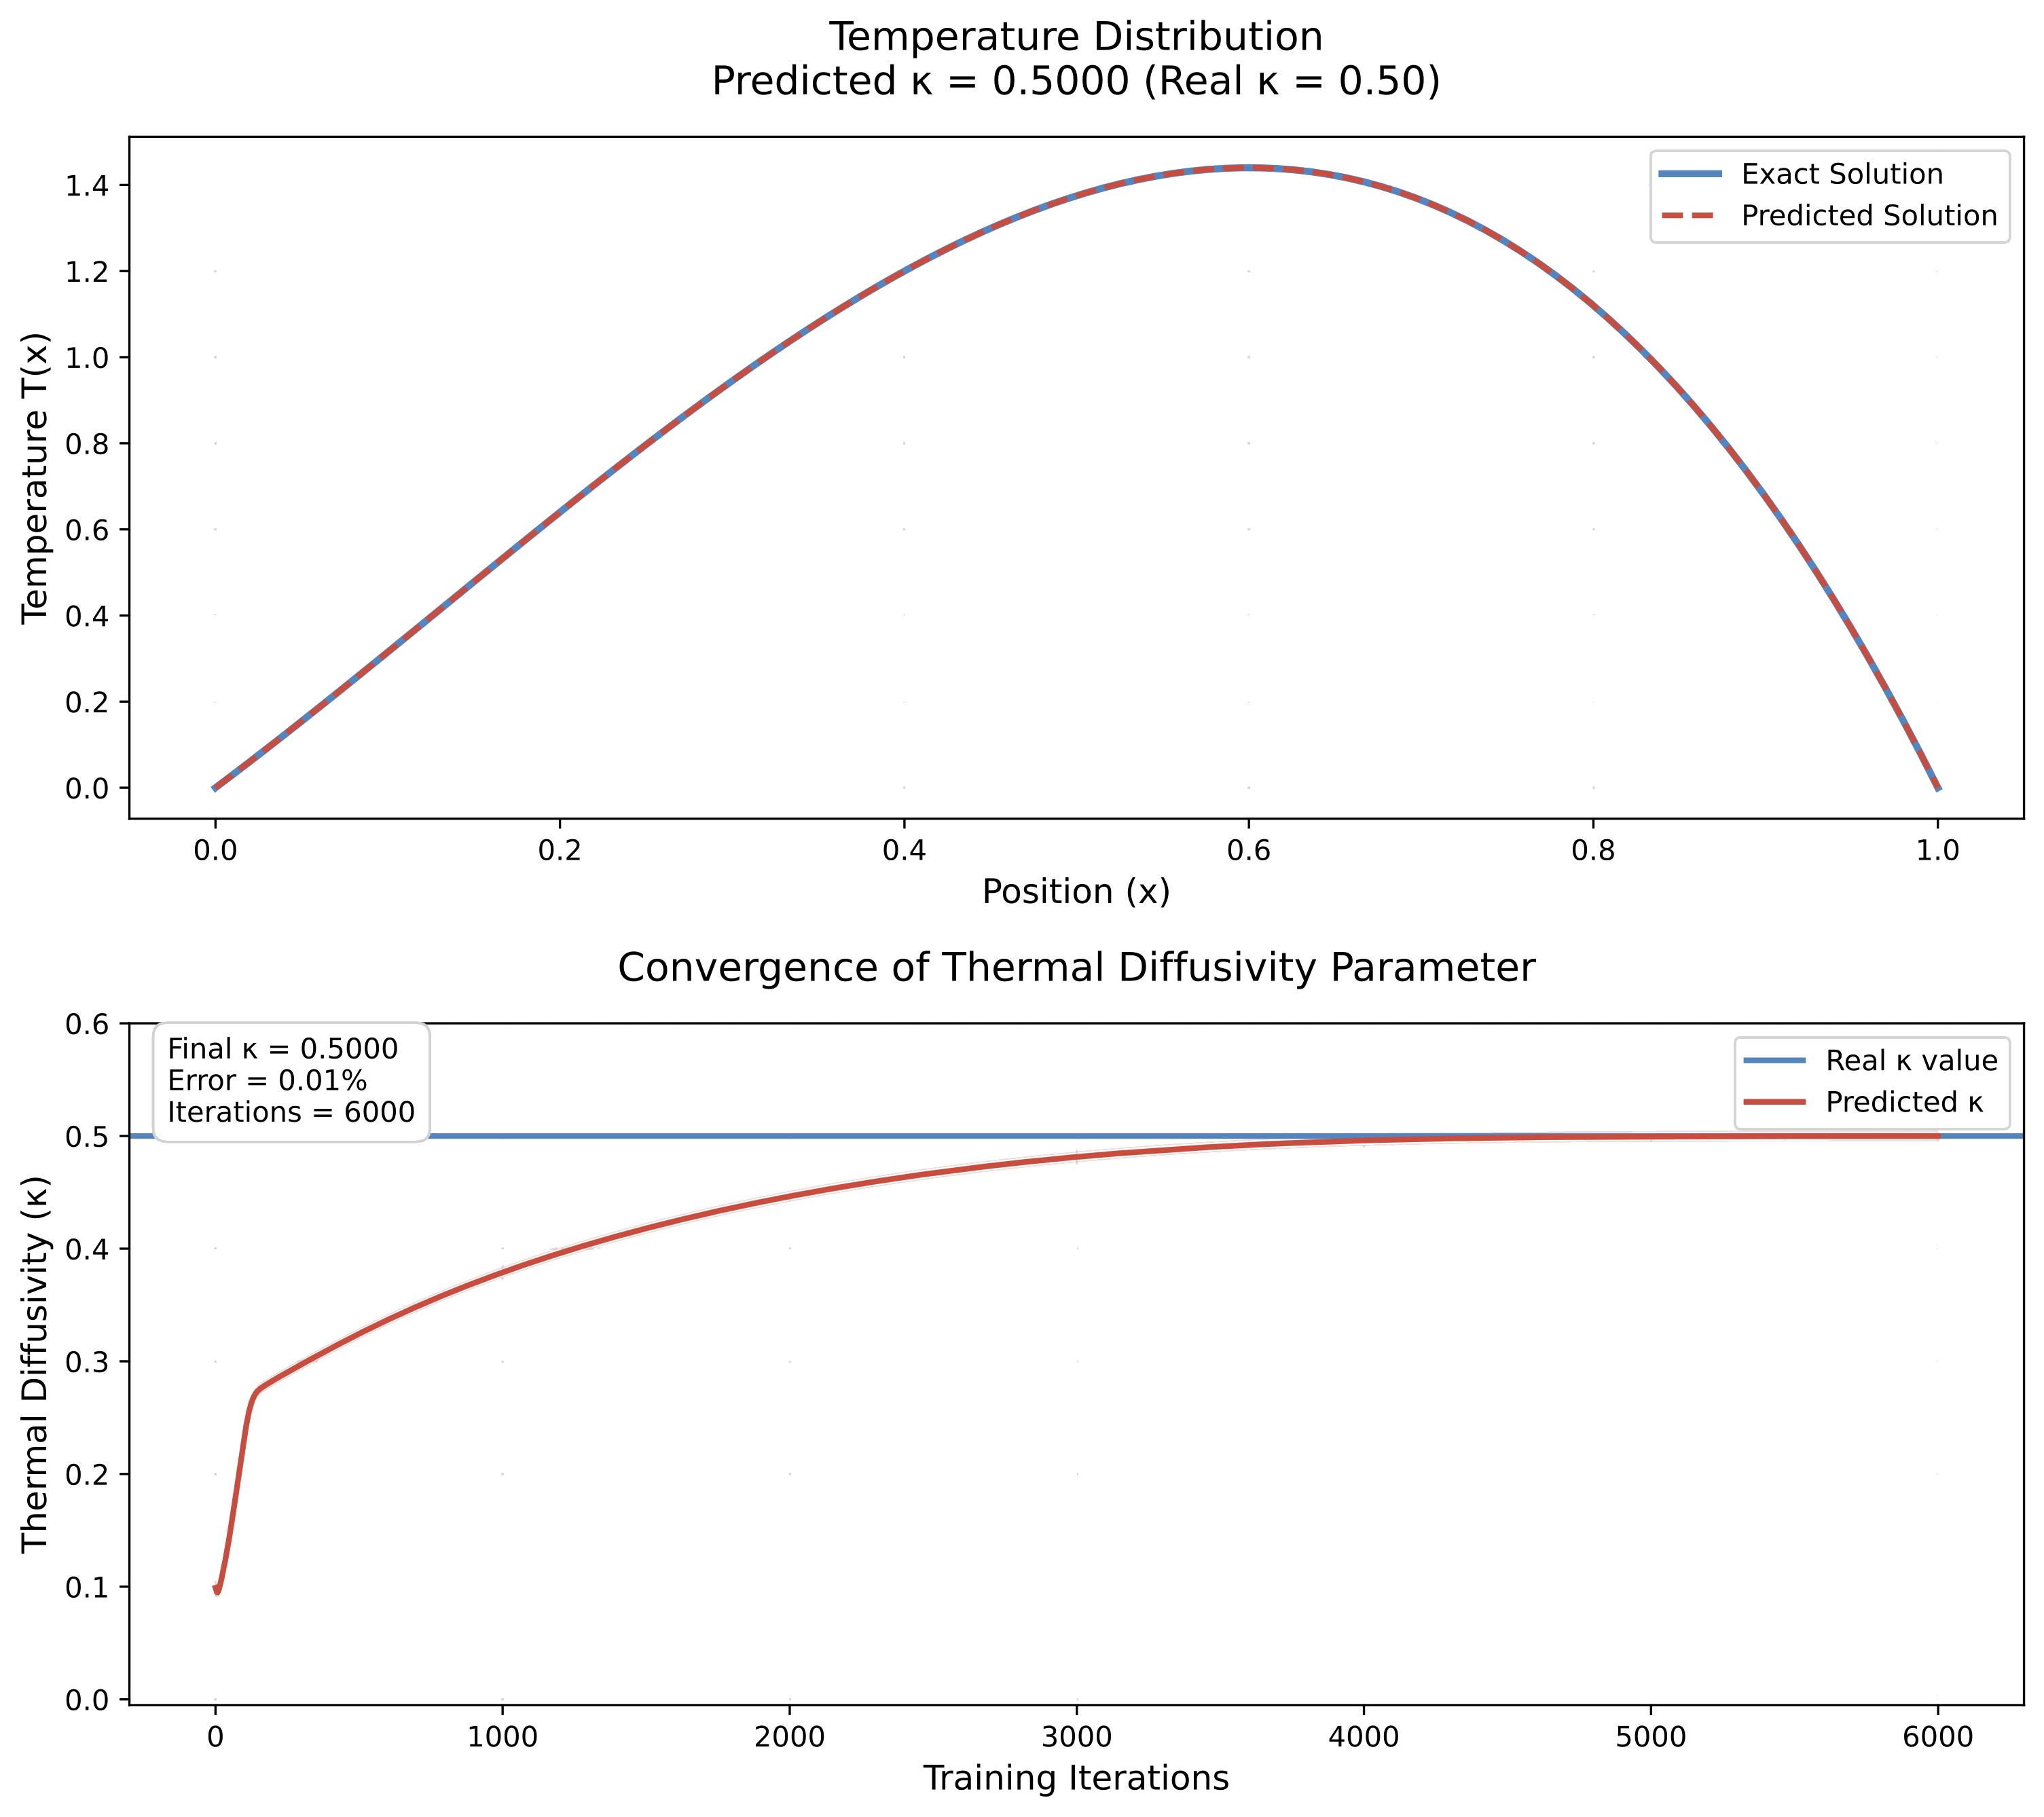 Temperature Distribution
Predicted κ = 0.5000 (Real κ = 0.50)
Temperature T(x)
1.4
1.2
1.0
0.8
0.6
0.4
0.2
0.0
Exact Solution
Predicted Solution
0.0 0.2 0.4 0.6 0.8 1.0
Position (x)
Convergence of Thermal Diffusivity Parameter
Thermal Diffusivity (κ)
0.6
0.5
0.4
0.3
0.2
0.1
0.0
Final κ = 0.5000
Error = 0.01%
Iterations = 6000
Real κ value
Predicted κ
0 1000 2000 3000 4000 5000 6000
Training Iterations